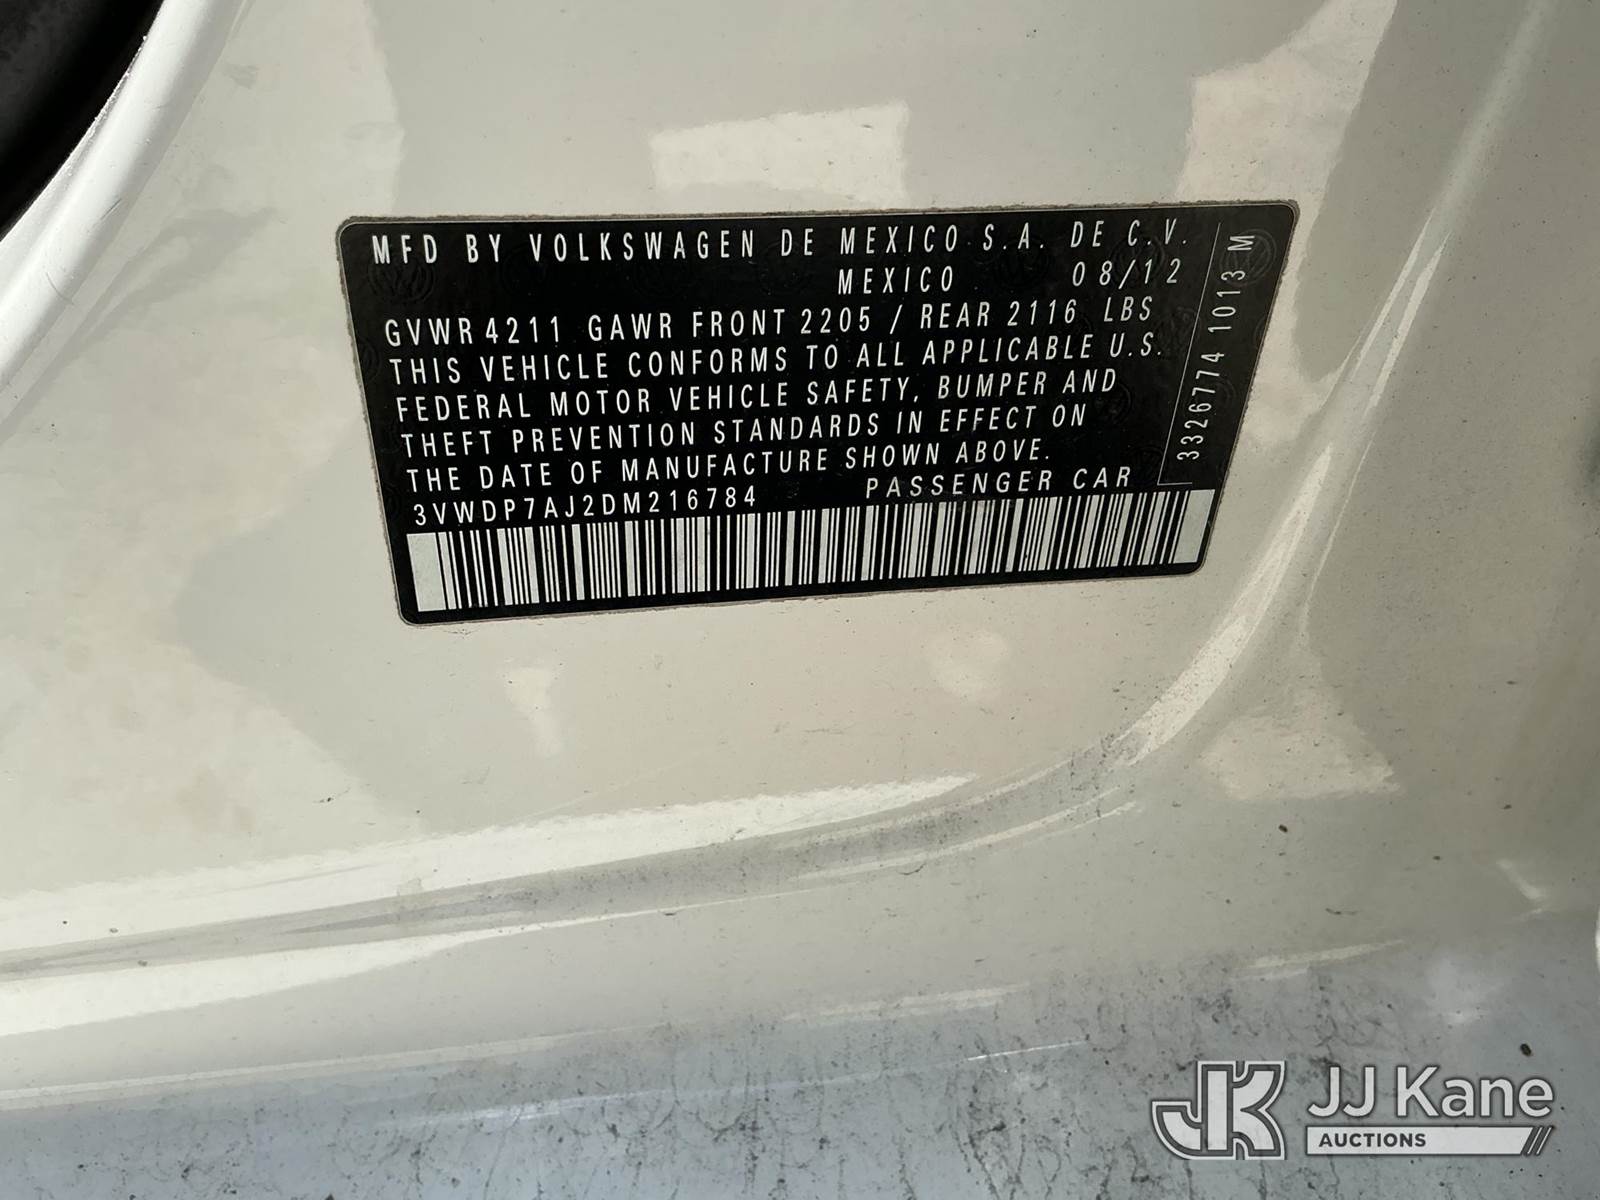 MFD BY VOLKSWAGEN DE MEXICO S.A. DE C.V.
MEXICO 08/12
GVWR 4211 GAWR FRONT 2205 / REAR 2116 LBS
THIS VEHICLE CONFORMS TO ALL APPLICABLE U.S.
FEDERAL MOTOR VEHICLE SAFETY, BUMPER AND
THEFT PREVENTION STANDARDS IN EFFECT ON
THE DATE OF MANUFACTURE SHOWN ABOVE.
3VWDP7AJ2DM216784 PASSENGER CAR
3326774 1013 M
JK JJ Kane
AUCTIONS